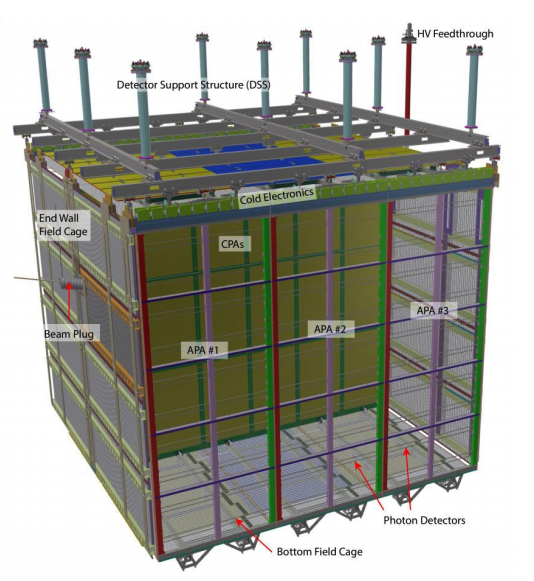 HV Feedthrough
Detector Support Structure (DSS)
Cold Electronics
End Wall
Field Cage
CPAs
Beam Plug
APA #1
APA #2
APA #3
Photon Detectors
Bottom Field Cage